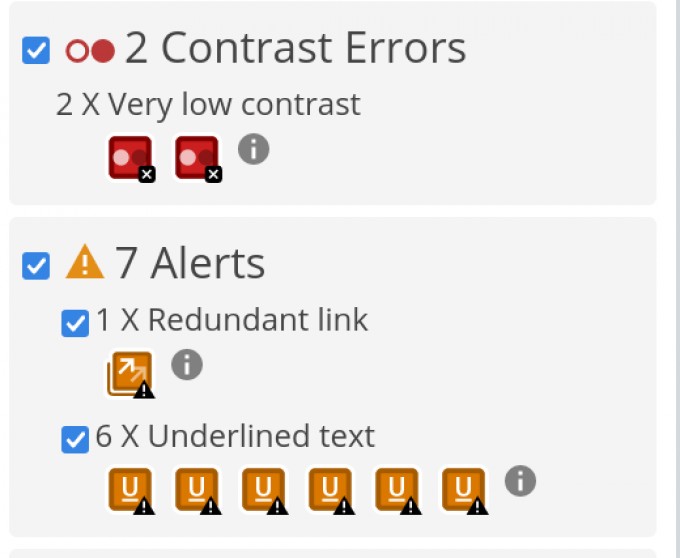 2 Contrast Errors
2 X Very low contrast
7 Alerts
1 X Redundant link
6 X Underlined text
U U U U U U